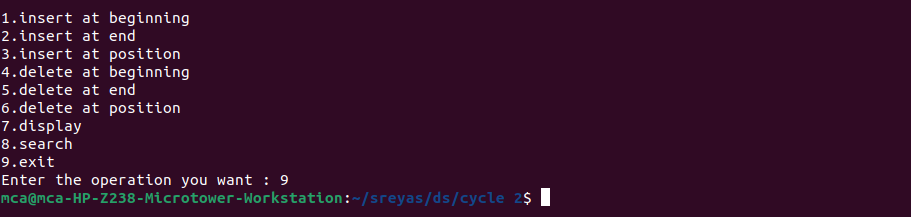 1.insert at beginning
2.insert at end
3.insert at position
4.delete at beginning
5.delete at end
6.delete at position
7.display
8.search
9.exit
Enter the operation you want : 9
mca@mca-HP-Z238-Microtower-Workstation:~/sreyas/ds/cycle 2$